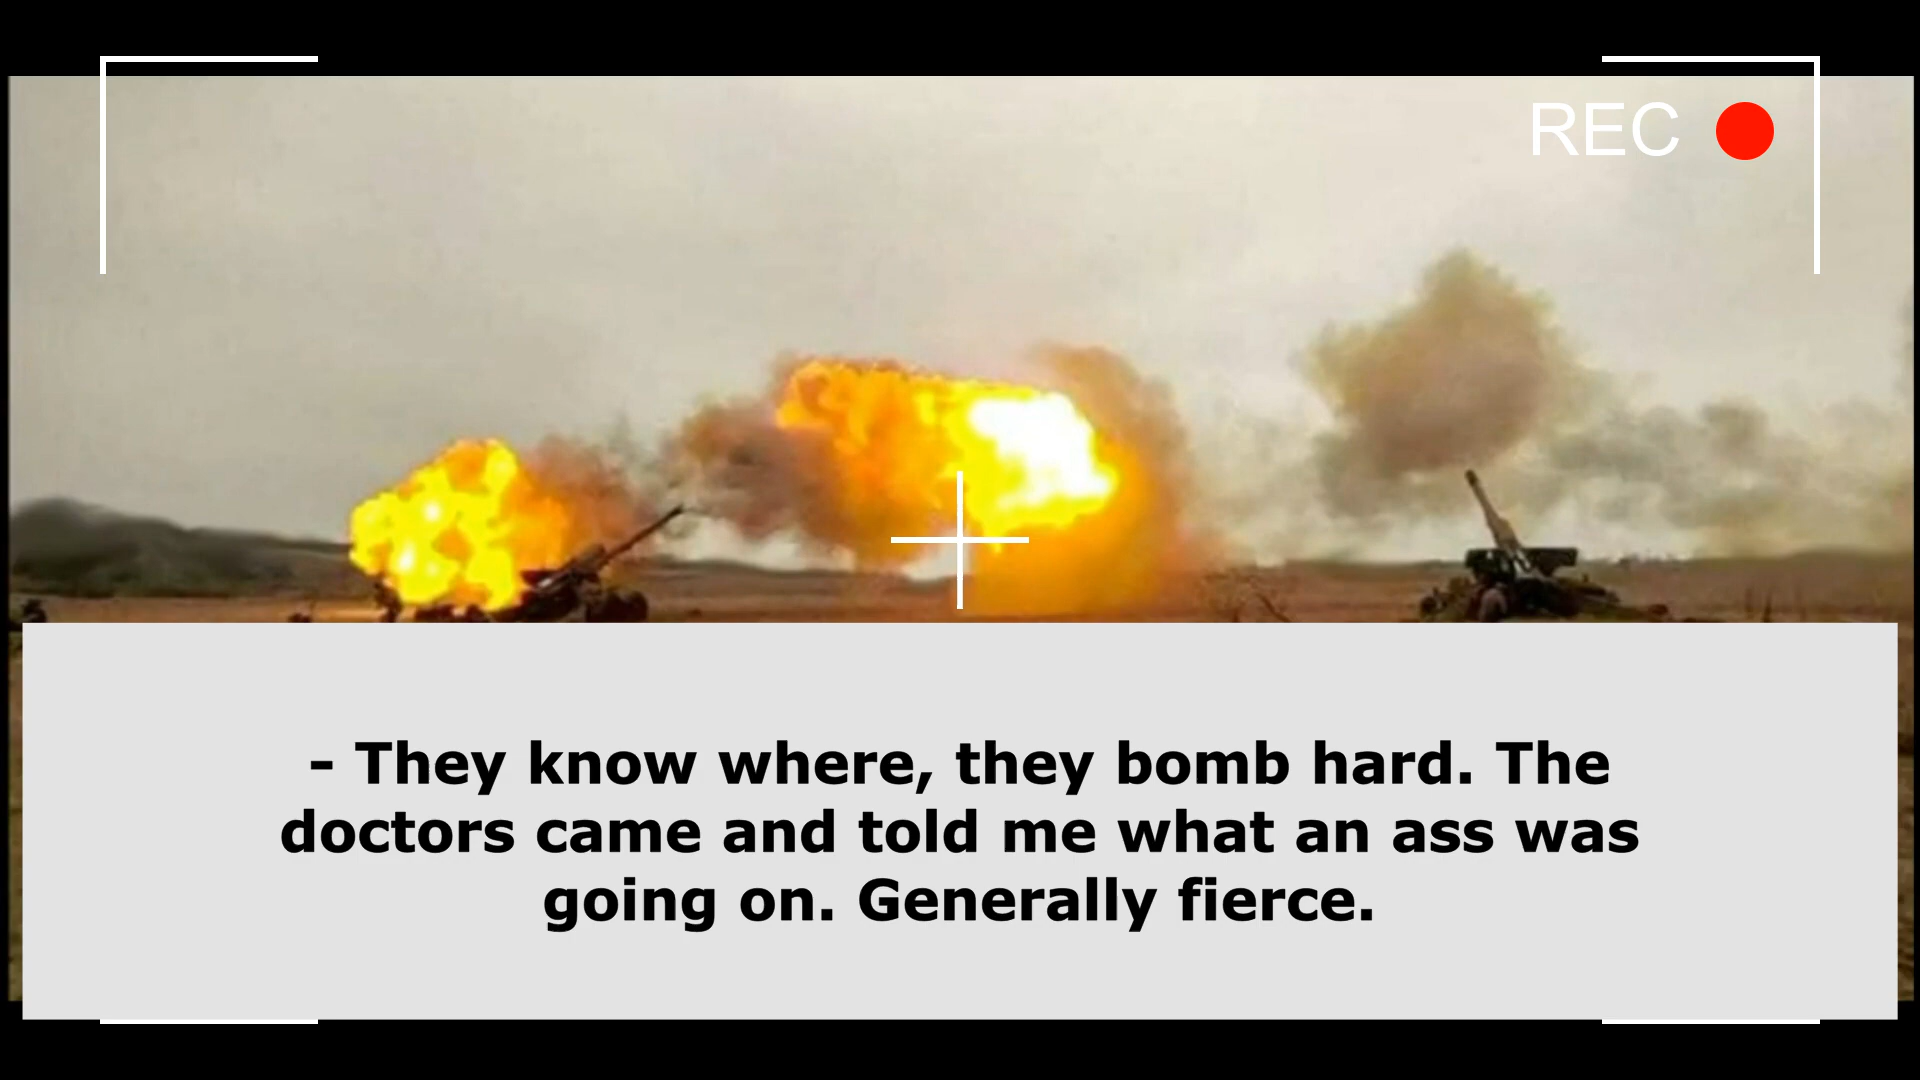 REC
- They know where, they bomb hard. The
doctors came and told me what an ass was
going on. Generally fierce.